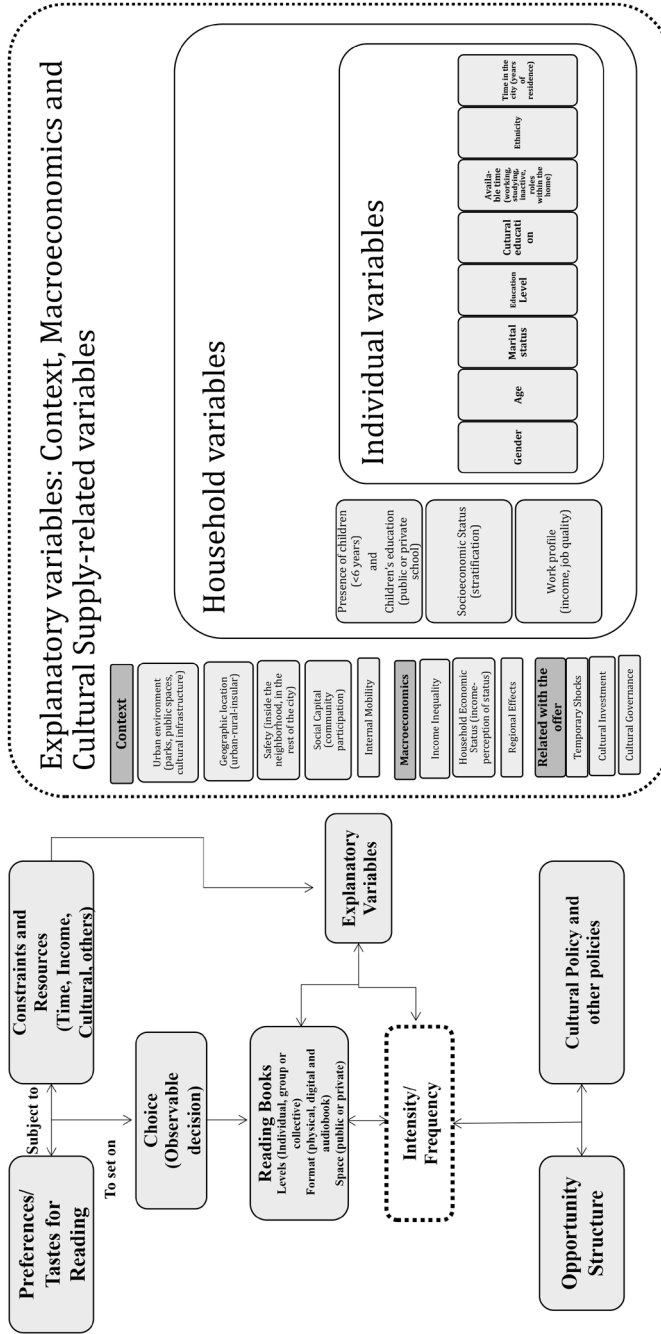 Preferences/
Tastes for
Reading
Subject to
Constraints and
Resources
(Time, Income,
Cultural, others)
To set on
Choice
(Observable
decision)
Reading Books
Levels (Individual, group or
collective)
Format (physical, digital and
audiobook)
Space (public or private)
Explanatory
Variables
Intensity/
Frequency
Opportunity
Structure
Cultural Policy and
other policies
Explanatory variables: Context, Macroeconomics and
Cultural Supply-related variables
Context
Urban environment
(parks, public spaces,
cultural infrastructure)
Geographic location
(urban-rural-insular)
Safety (inside the
neighborhood, in the
rest of the city)
Social Capital
(community
participation)
Internal Mobility
Macroeconomics
Income Inequality
Household Economic
Status (income-
perception of status)
Regional Effects
Related with the
offer
Temporary Shocks
Cultural Investment
Cultural Governance
Household variables
Presence of children
(<6 years)
and
Children's education
(public or private
school)
Socioeconomic Status
(stratification)
Work profile
(income, job quality)
Individual variables
Gender
Age
Marital
status
Education
Level
Cutural
educati
on
Availa-
ble time
(working,
studying,
inactive,
roles
within the
home)
Ethnicity
Time in the
city (years
of
residence)